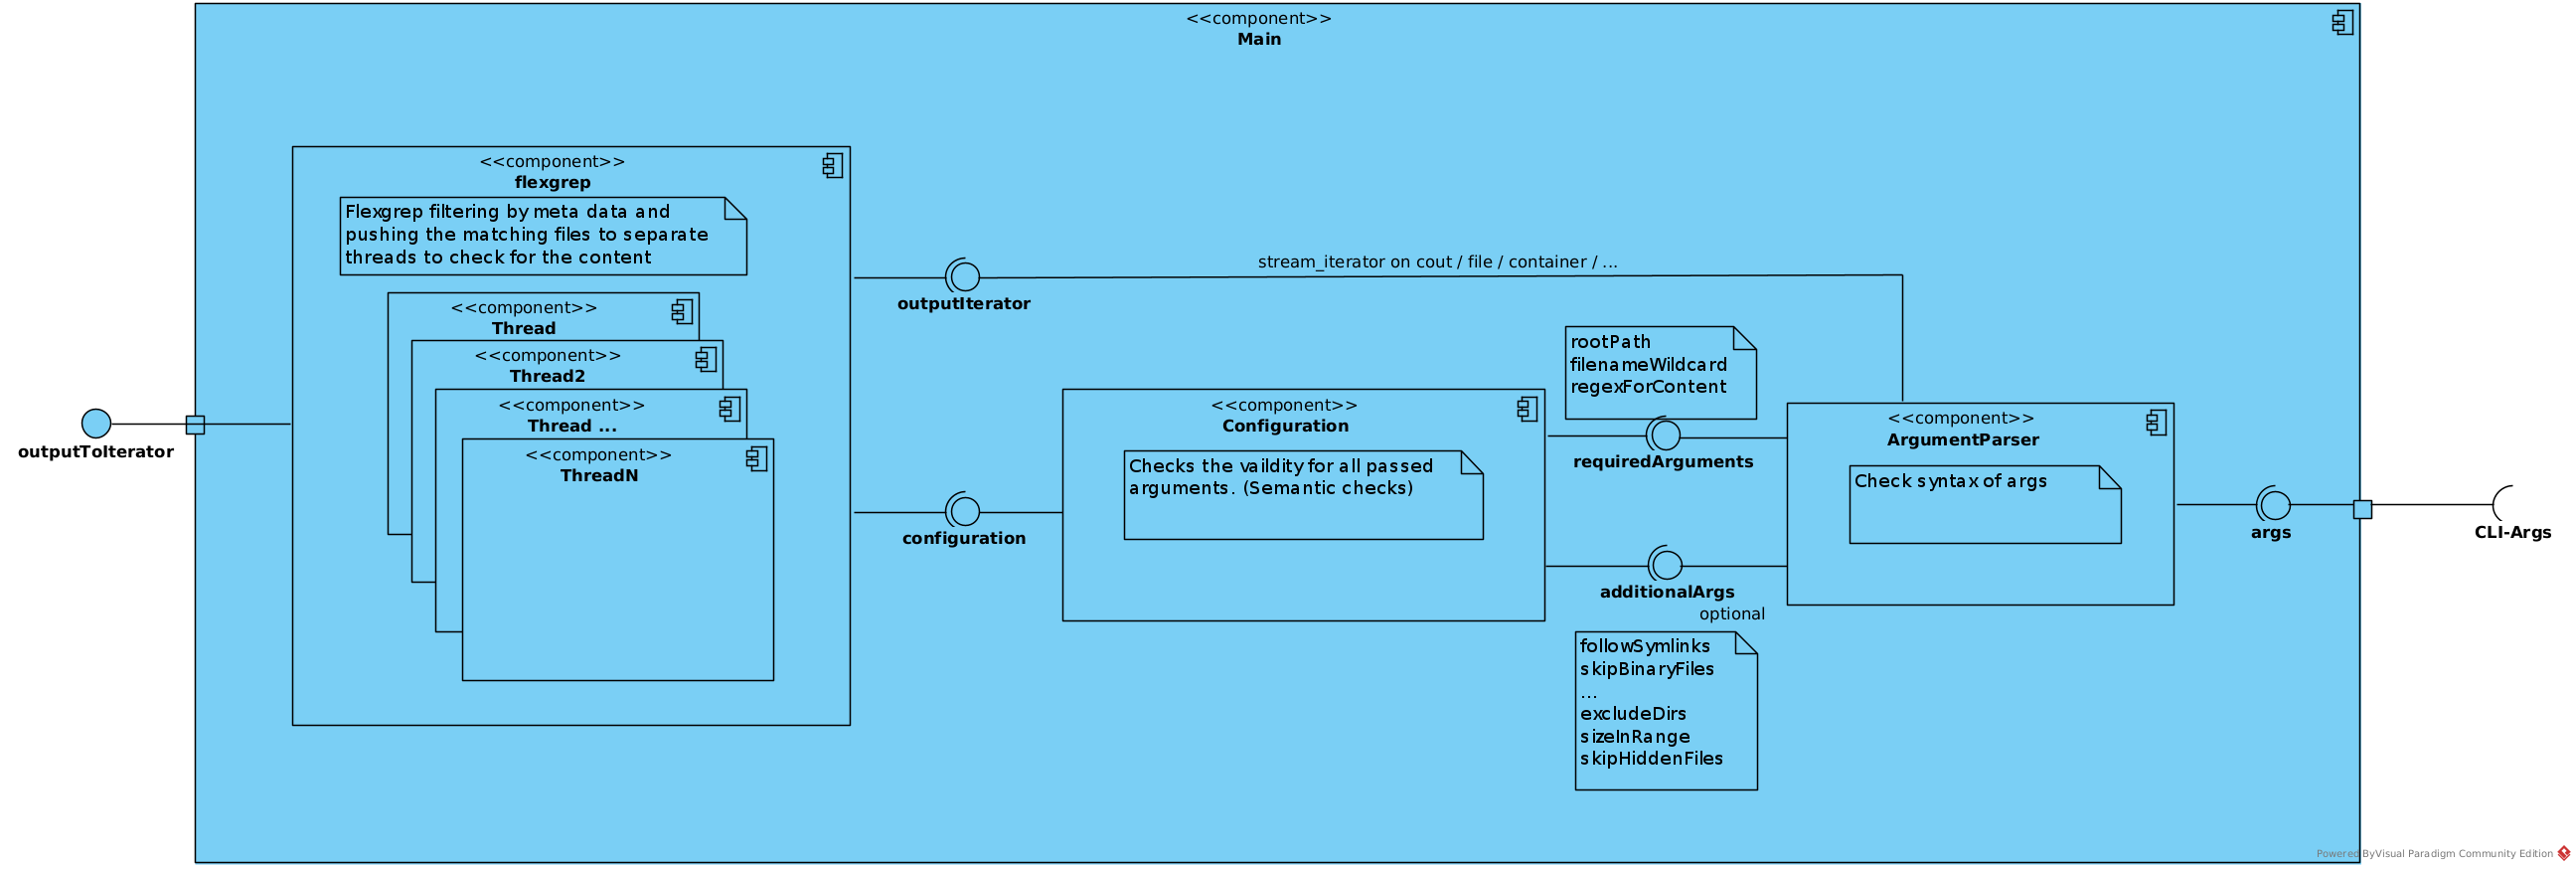 <<component>>
Main
<<component>>
flexgrep
Flexgrep filtering by meta data and
pushing the matching files to separate
threads to check for the content
<<component>>
Thread
<<component>>
Thread2
<<component>>
Thread ...
<<component>>
ThreadN
outputToIterator
outputIterator
stream_iterator on cout / file / container / ...
configuration
<<component>>
Configuration
Checks the vaildity for all passed
arguments. (Semantic checks)
rootPath
filenameWildcard
regexForContent
requiredArguments
additionalArgs
optional
followSymlinks
skipBinaryFiles
...
excludeDirs
sizeInRange
skipHiddenFiles
<<component>>
ArgumentParser
Check syntax of args
args
CLI-Args
Powered ByVisual Paradigm Community Edition